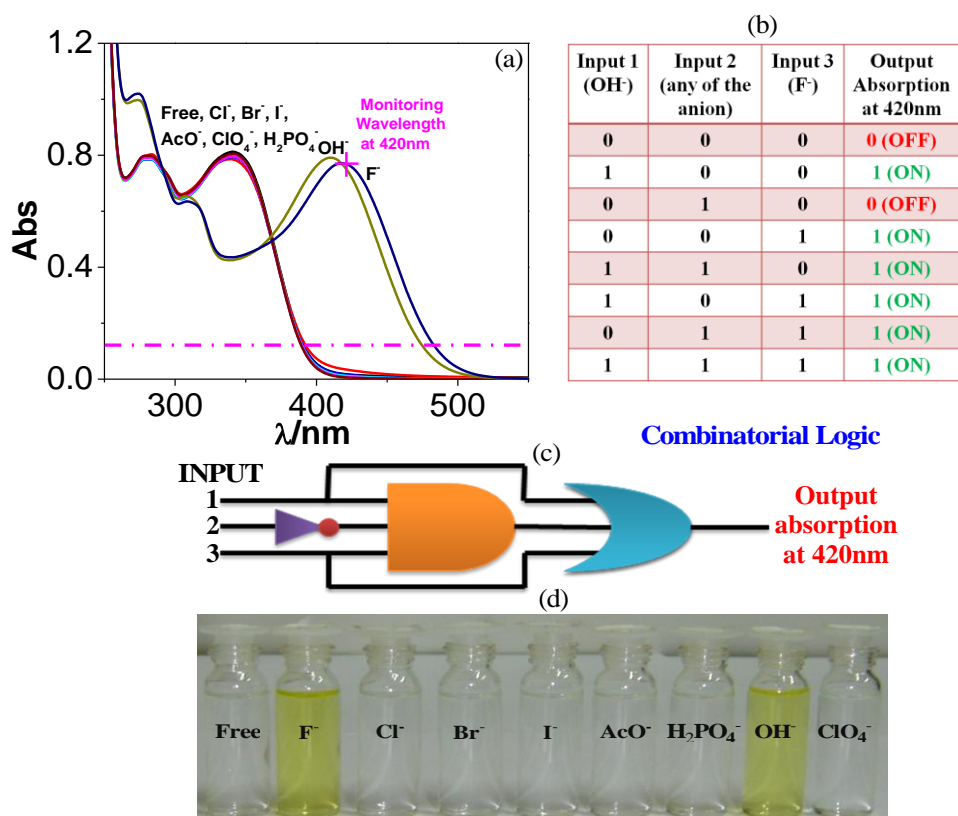 (a)
1.2
0.8
0.4
0.0
Abs
300
400
500
λ/nm
Free, Cl⁻, Br⁻, I⁻,
AcO⁻, ClO₄⁻, H₂PO₄⁻
OH⁻
F⁻
Monitoring
Wavelength
at 420nm
(b)
Input 1 (OH⁻) Input 2 (any of the anion) Input 3 (F⁻) Output Absorption at 420nm
0 0 0 0 (OFF)
1 0 0 1 (ON)
0 1 0 0 (OFF)
0 0 1 1 (ON)
1 1 0 1 (ON)
1 0 1 1 (ON)
0 1 1 1 (ON)
1 1 1 1 (ON)
Combinatorial Logic
(c)
INPUT
1
2
3
Output
absorption
at 420nm
(d)
Free F⁻ Cl⁻ Br⁻ I⁻ AcO⁻ H₂PO₄⁻ OH⁻ ClO₄⁻